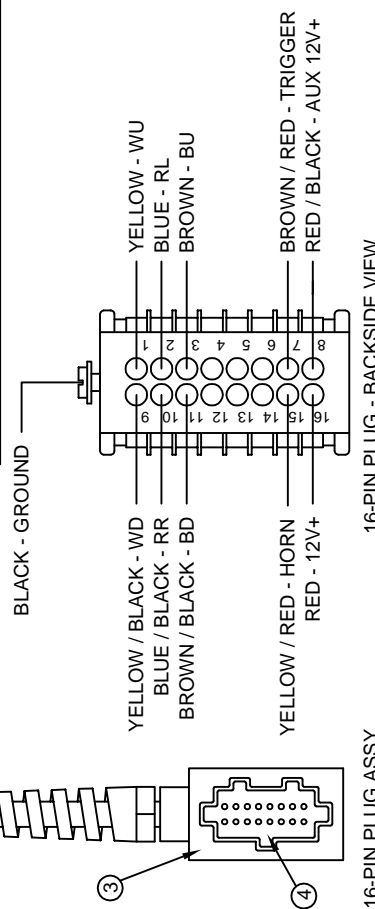 BLACK - GROUND
YELLOW / BLACK - WD
BLUE / BLACK - RR
BROWN / BLACK - BD
YELLOW / RED - HORN
RED - 12V+
YELLOW - WU
BLUE - RL
BROWN - BU
BROWN / RED - TRIGGER
RED / BLACK - AUX 12V+
9 10 11 12 13 14 15 16
1 2 3 4 5 6 7 8
16-PIN PLUG - BACKSIDE VIEW
3
4
16-PIN PLUG ASSY